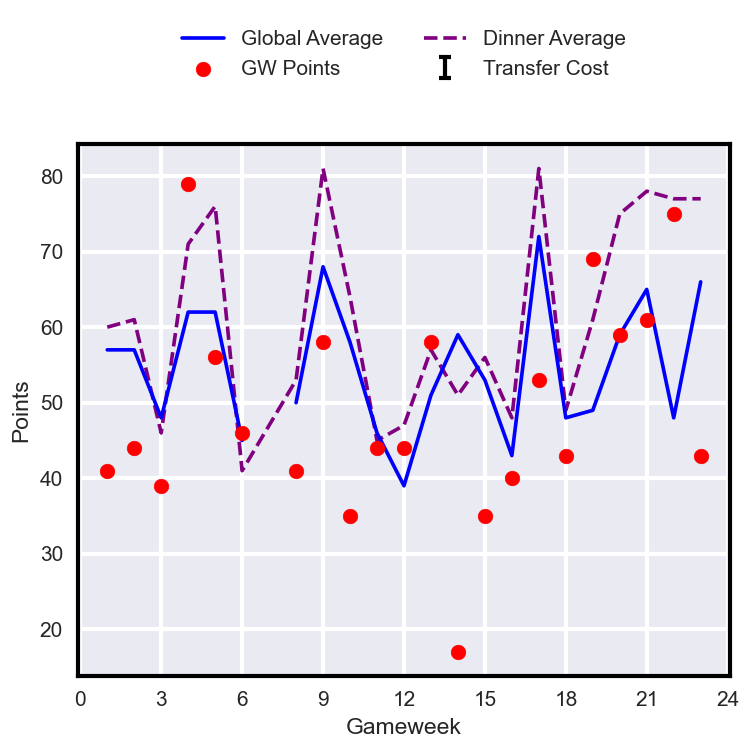 Global Average
Dinner Average
GW Points
Transfer Cost
80
70
60
50
40
30
20
Points
0 3 6 9 12 15 18 21 24
Gameweek